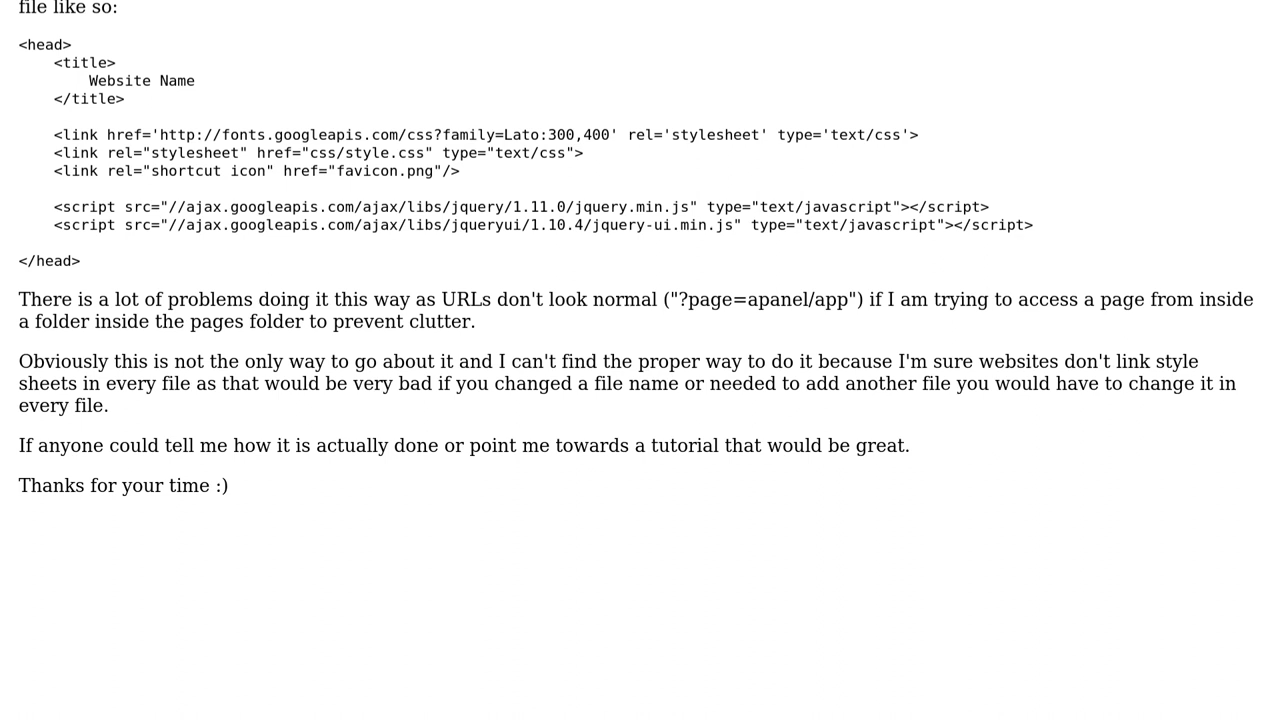 file like so:
<head>
    <title>
        Website Name
    </title>
    <link href='http://fonts.googleapis.com/css?family=Lato:300,400' rel='stylesheet' type='text/css'>
    <link rel="stylesheet" href="css/style.css" type="text/css">
    <link rel="shortcut icon" href="favicon.png"/>
    <script src="//ajax.googleapis.com/ajax/libs/jquery/1.11.0/jquery.min.js" type="text/javascript"></script>
    <script src="//ajax.googleapis.com/ajax/libs/jqueryui/1.10.4/jquery-ui.min.js" type="text/javascript"></script>
</head>
There is a lot of problems doing it this way as URLs don't look normal ("?page=apanel/app") if I am trying to access a page from inside
a folder inside the pages folder to prevent clutter.
Obviously this is not the only way to go about it and I can't find the proper way to do it because I'm sure websites don't link style
sheets in every file as that would be very bad if you changed a file name or needed to add another file you would have to change it in
every file.
If anyone could tell me how it is actually done or point me towards a tutorial that would be great.
Thanks for your time :)